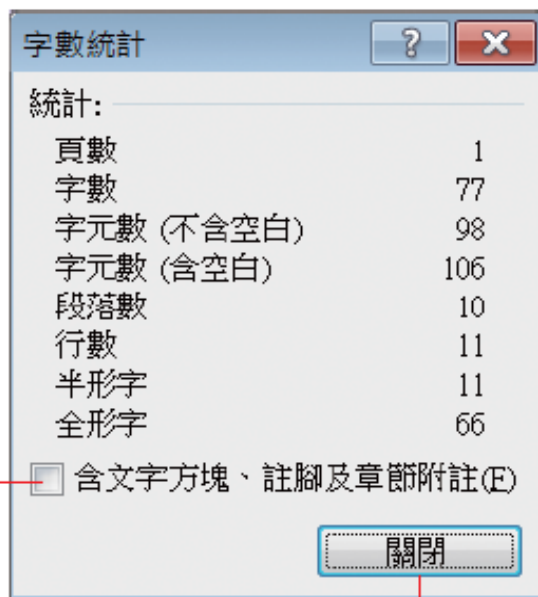 字數統計
統計:
頁數 1
字數 77
字元數 (不含空白) 98
字元數 (含空白) 106
段落數 10
行數 11
半形字 11
全形字 66
含文字方塊、註腳及章節附註(F)
關閉